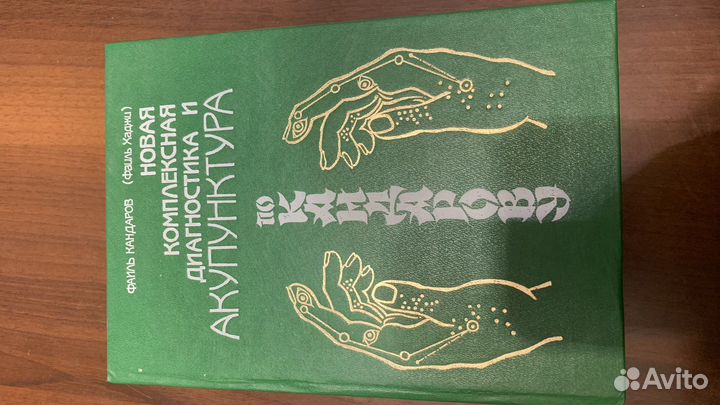 ФАИЛЬ КАНДАРОВ (Фаиль Хаджи)
НОВАЯ
КОМПЛЕКСНАЯ
ДИАГНОСТИКА И
АКУПУНКТУРА
ПО
КАНДАРОВУ
Avito